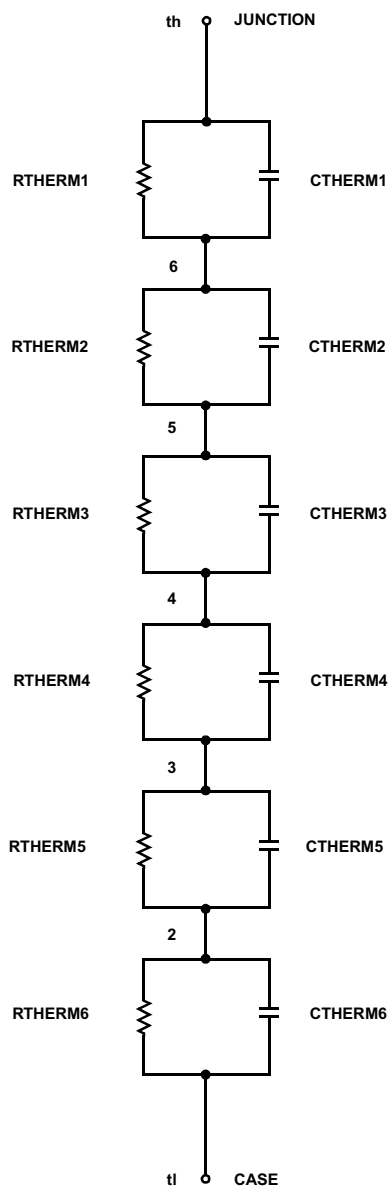 th JUNCTION
RTHERM1 CTHERM1
6
RTHERM2 CTHERM2
5
RTHERM3 CTHERM3
4
RTHERM4 CTHERM4
3
RTHERM5 CTHERM5
2
RTHERM6 CTHERM6
tl CASE